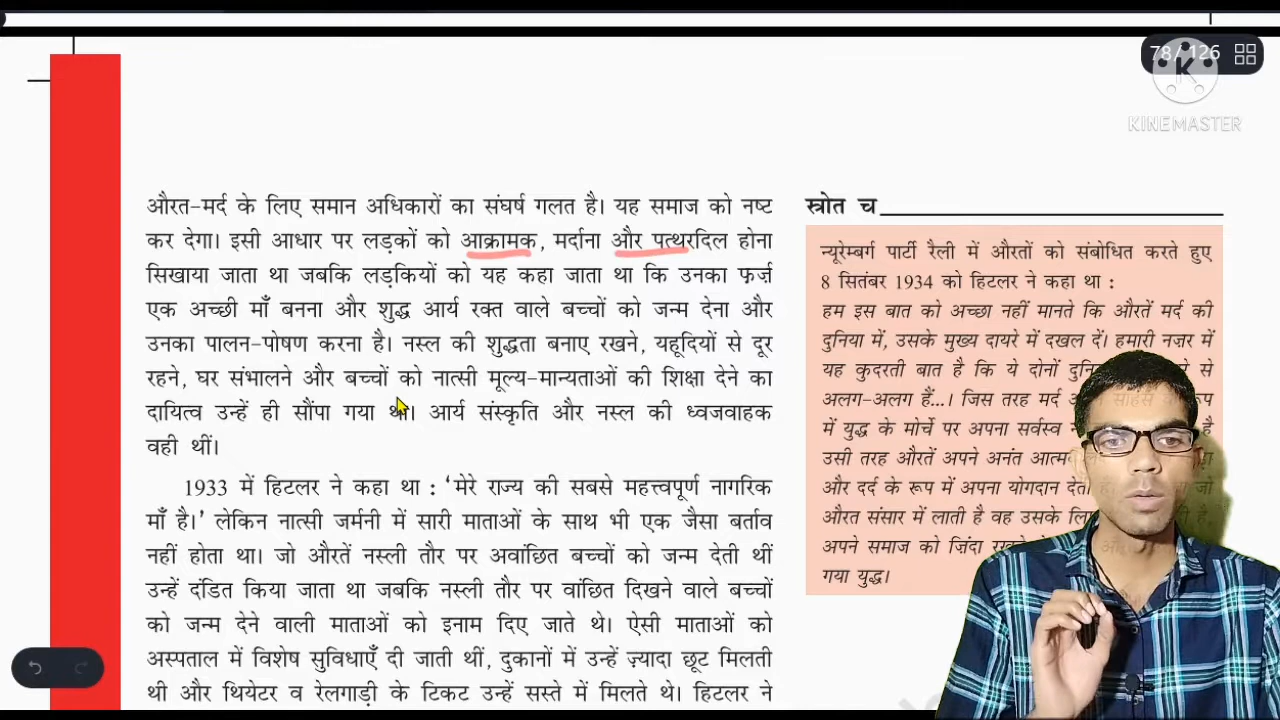 78/126
KINEMASTER
औरत-मर्द के लिए समान अधिकारों का संघर्ष गलत है। यह समाज को नष्ट
कर देगा। इसी आधार पर लड़कों को आक्रामक, मर्दाना और पत्थरदिल होना
सिखाया जाता था जबकि लड़कियों को यह कहा जाता था कि उनका फ़र्ज़
एक अच्छी माँ बनना और शुद्ध आर्य रक्त वाले बच्चों को जन्म देना और
उनका पालन-पोषण करना है। नस्ल की शुद्धता बनाए रखने, यहूदियों से दूर
रहने, घर संभालने और बच्चों को नात्सी मूल्य-मान्यताओं की शिक्षा देने का
दायित्व उन्हें ही सौंपा गया था। आर्य संस्कृति और नस्ल की ध्वजवाहक
वही थीं।
1933 में हिटलर ने कहा था : 'मेरे राज्य की सबसे महत्त्वपूर्ण नागरिक
माँ है।' लेकिन नात्सी जर्मनी में सारी माताओं के साथ भी एक जैसा बर्ताव
नहीं होता था। जो औरतें नस्ली तौर पर अवांछित बच्चों को जन्म देती थीं
उन्हें दंडित किया जाता था जबकि नस्ली तौर पर वांछित दिखने वाले बच्चों
को जन्म देने वाली माताओं को इनाम दिए जाते थे। ऐसी माताओं को
अस्पताल में विशेष सुविधाएँ दी जाती थीं, दुकानों में उन्हें ज़्यादा छूट मिलती
थी और थियेटर व रेलगाड़ी के टिकट उन्हें सस्ते में मिलते थे। हिटलर ने
स्त्रोत च
न्यूरेम्बर्ग पार्टी रैली में औरतों को संबोधित करते हुए
8 सितंबर 1934 को हिटलर ने कहा था :
हम इस बात को अच्छा नहीं मानते कि औरतें मर्द की
दुनिया में, उसके मुख्य दायरे में दखल दें। हमारी नज़र में
यह कुदरती बात है कि ये दोनों से
अलग-अलग हैं...। जिस तरह मर्द
में युद्ध के मोर्चे पर अपना सर्वस्व है
उसी तरह औरतें अपने अनंत
और दर्द के रूप में अपना योगदान जो
औरत संसार में लाती है वह उसके
अपने समाज को ज़िंदा
गया युद्ध।